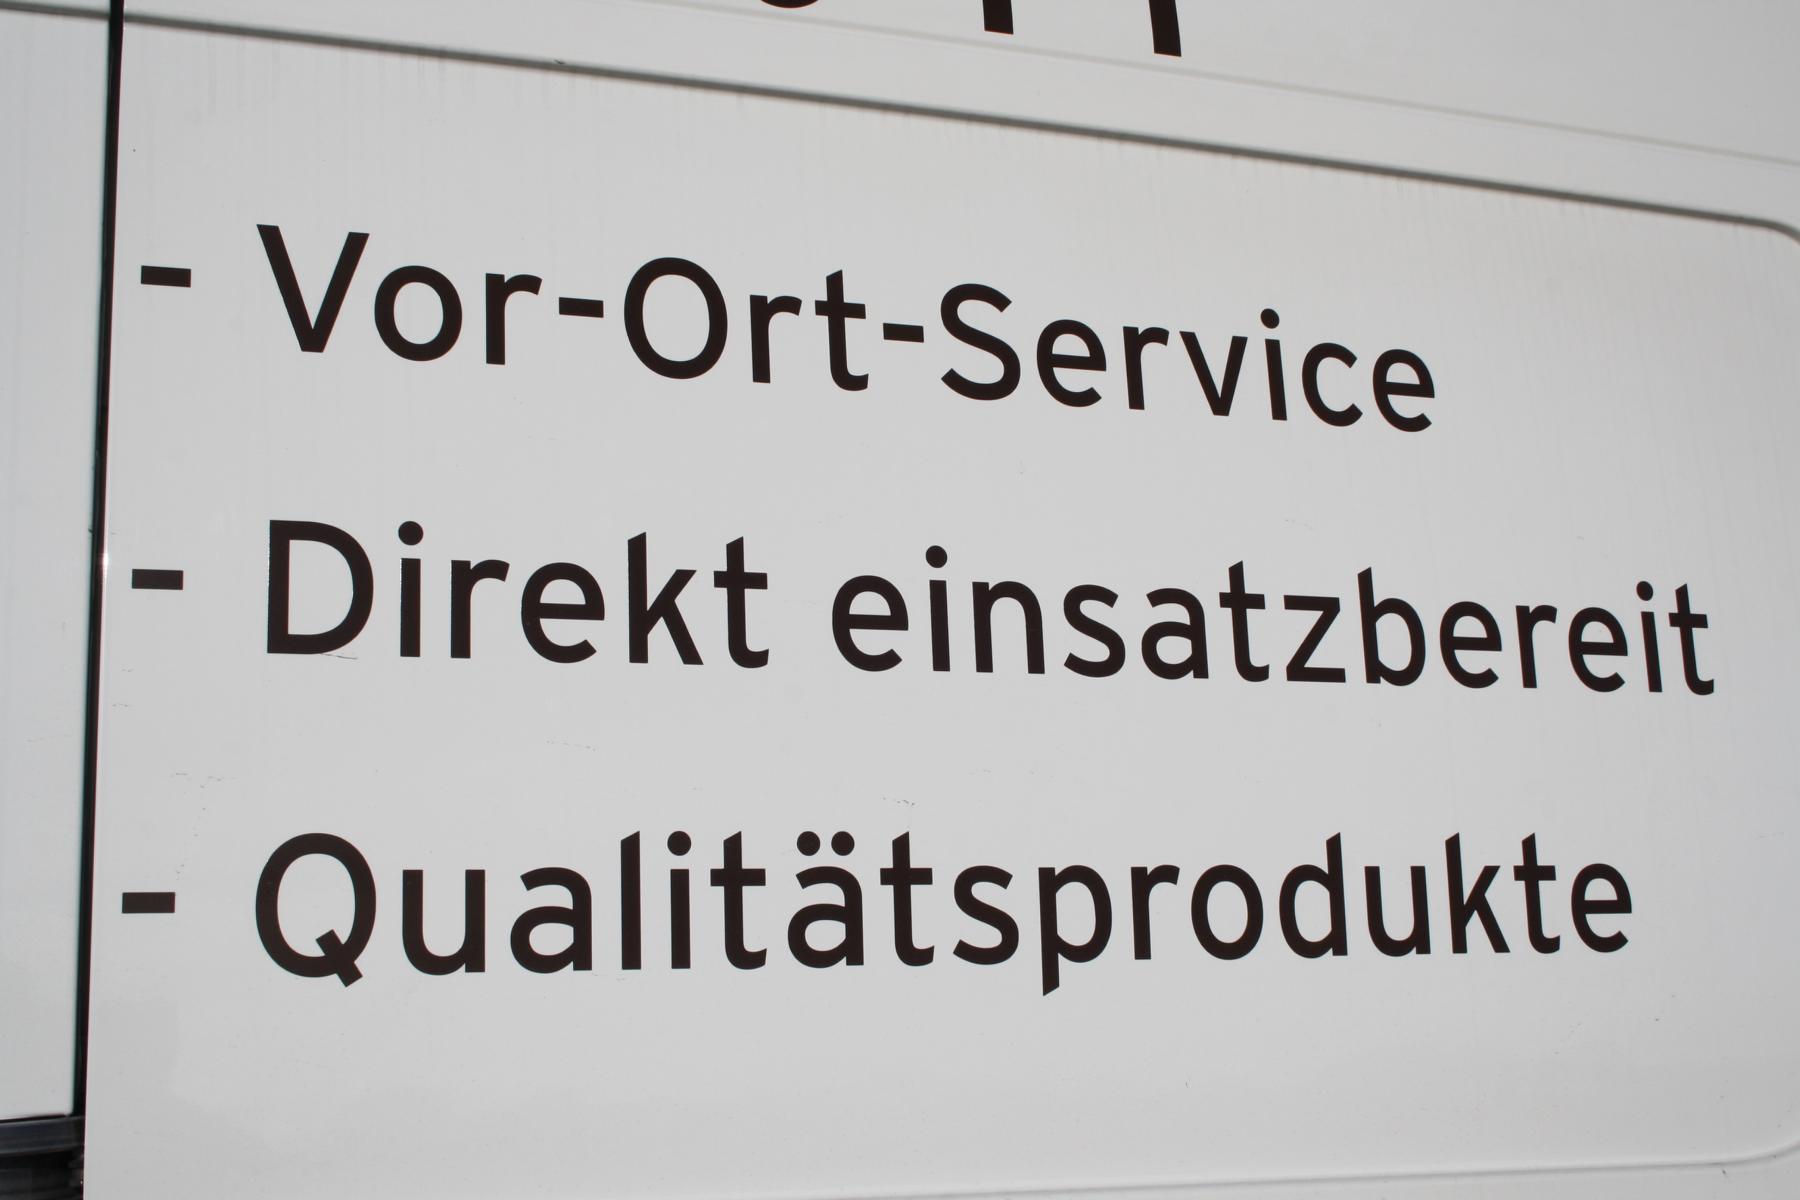 - Vor-Ort-Service
- Direkt einsatzbereit
- Qualitätsprodukte